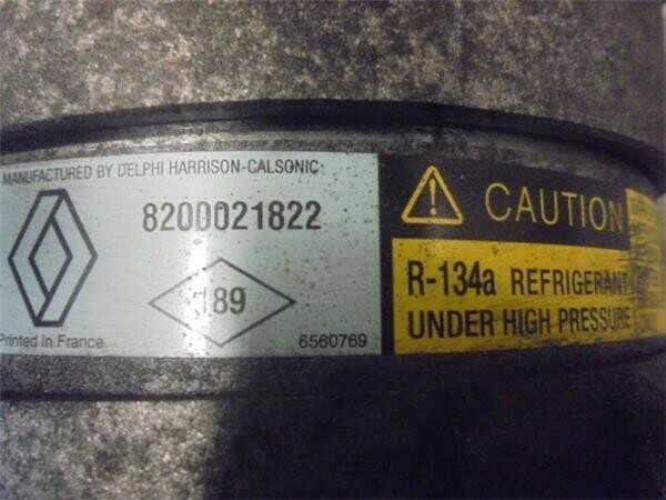 MANUFACTURED BY DELPHI HARRISON-CALSONIC
8200021822
189
Printed in France
6560769
CAUTION
R-134a REFRIGERANT
UNDER HIGH PRESSURE